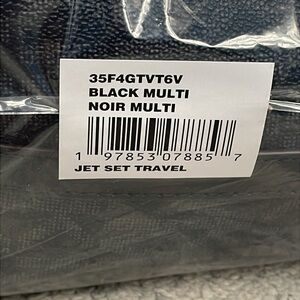 35F4GTVT6V
BLACK MULTI
NOIR MULTI
1 97853 07885 7
JET SET TRAVEL